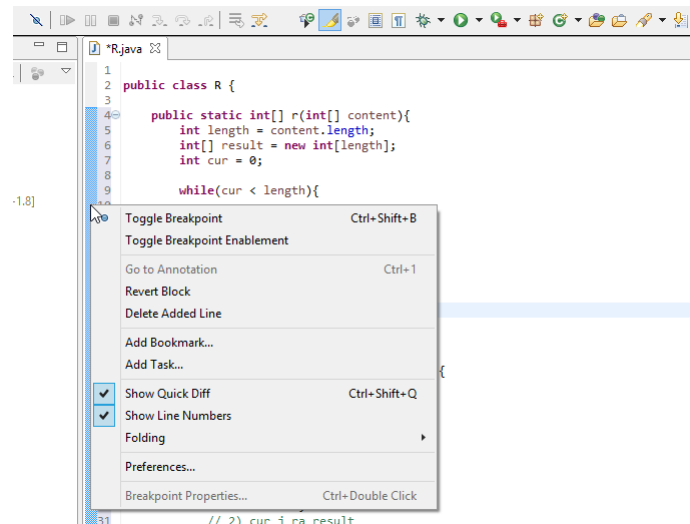 *R.java
1
2 public class R {
3
4 public static int[] r(int[] content){
5 int length = content.length;
6 int[] result = new int[length];
7 int cur = 0;
8
9 while(cur < length){
-1.8]
10
Toggle Breakpoint Ctrl+Shift+B
Toggle Breakpoint Enablement
Go to Annotation Ctrl+1
Revert Block
Delete Added Line
Add Bookmark...
Add Task...
{
Show Quick Diff Ctrl+Shift+Q
Show Line Numbers
Folding
Preferences...
Breakpoint Properties... Ctrl+Double Click
31 // 2) cur i ra result